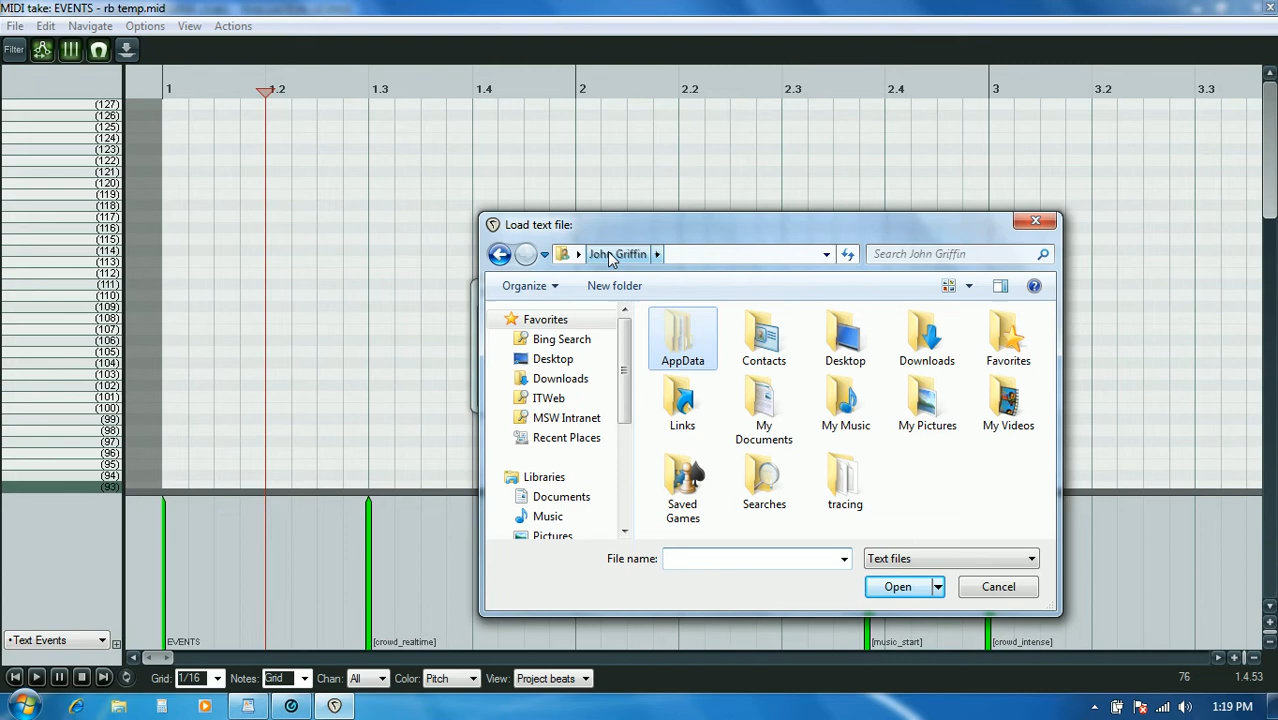 MIDI take: EVENTS - rb temp.mid
File Edit Navigate Options View Actions
Filter
1 1.2 1.3 1.4 2 2.2 2.3 2.4 3 3.2 3.3
(127)
(126)
(125)
(124)
(123)
(122)
(121)
(120)
(119)
(118)
(117)
(116)
(115)
(114)
(113)
(112)
(111)
(110)
(109)
(108)
(107)
(106)
(105)
(104)
(103)
(102)
(101)
(100)
(99)
(98)
(97)
(96)
(95)
(94)
(93)
Load text file:
John Griffin
Search John Griffin
Organize New folder
Favorites
Bing Search
Desktop
Downloads
ITWeb
MSW Intranet
Recent Places
Libraries
Documents
Music
Pictures
AppData Contacts Desktop Downloads Favorites
Links My Documents My Music My Pictures My Videos
Saved Games Searches tracing
File name: Text files
Open Cancel
Text Events EVENTS [crowd_realtime] [music_start] [crowd_intense]
Grid: 1/16 Notes: Grid Chan: All Color: Pitch View: Project beats 76 1.4.53
1:19 PM